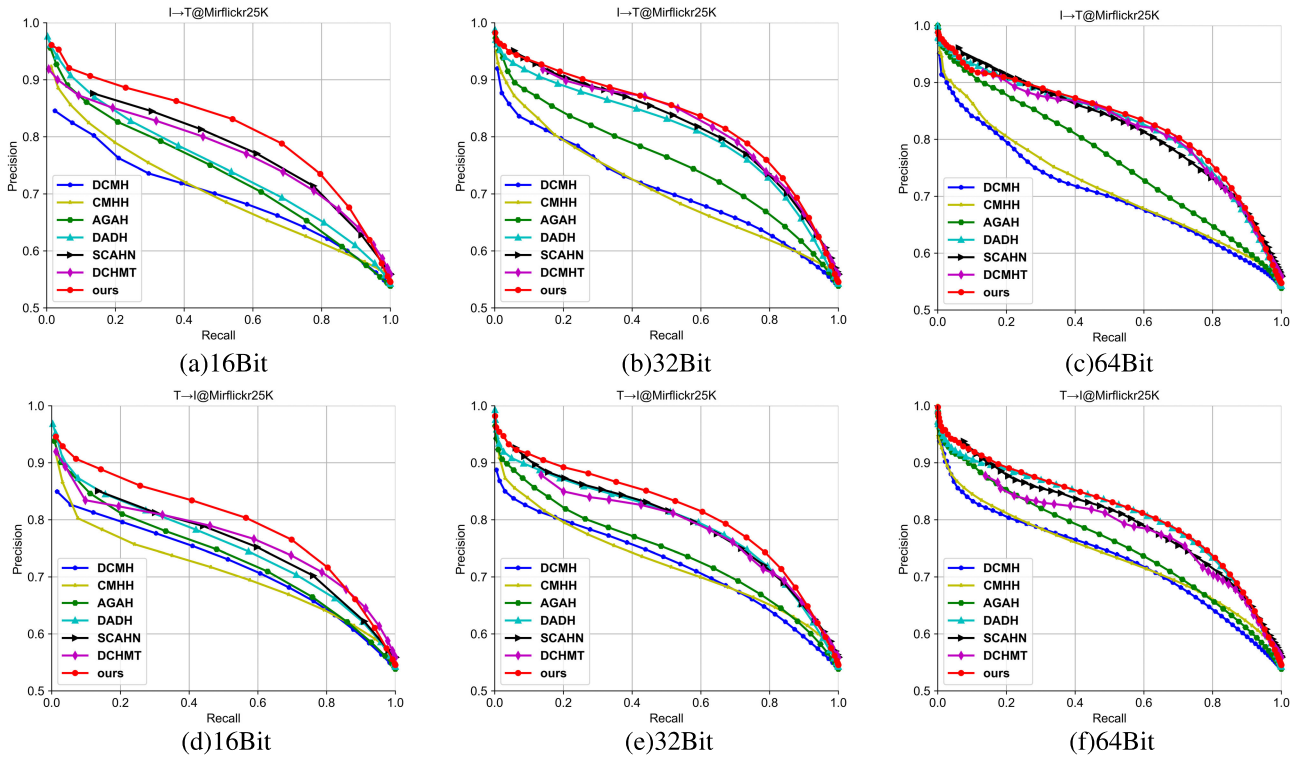 I→T@Mirflickr25K
Precision
1.0
0.9
0.8
0.7
0.6
0.5
DCMH
CMHH
AGAH
DADH
SCAHN
DCHMT
ours
0.0 0.2 0.4 0.6 0.8 1.0
Recall
(a)16Bit
I→T@Mirflickr25K
Precision
1.0
0.9
0.8
0.7
0.6
0.5
DCMH
CMHH
AGAH
DADH
SCAHN
DCMHT
ours
0.0 0.2 0.4 0.6 0.8 1.0
Recall
(b)32Bit
I→T@Mirflickr25K
Precision
1.0
0.9
0.8
0.7
0.6
0.5
DCMH
CMHH
AGAH
DADH
SCAHN
DCMHT
ours
0.0 0.2 0.4 0.6 0.8 1.0
Recall
(c)64Bit
T→I@Mirflickr25K
Precision
1.0
0.9
0.8
0.7
0.6
0.5
DCMH
CMHH
AGAH
DADH
SCAHN
DCHMT
ours
0.0 0.2 0.4 0.6 0.8 1.0
Recall
(d)16Bit
T→I@Mirflickr25K
Precision
1.0
0.9
0.8
0.7
0.6
0.5
DCMH
CMHH
AGAH
DADH
SCAHN
DCHMT
ours
0.0 0.2 0.4 0.6 0.8 1.0
Recall
(e)32Bit
T→I@Mirflickr25K
Precision
1.0
0.9
0.8
0.7
0.6
0.5
DCMH
CMHH
AGAH
DADH
SCAHN
DCHMT
ours
0.0 0.2 0.4 0.6 0.8 1.0
Recall
(f)64Bit